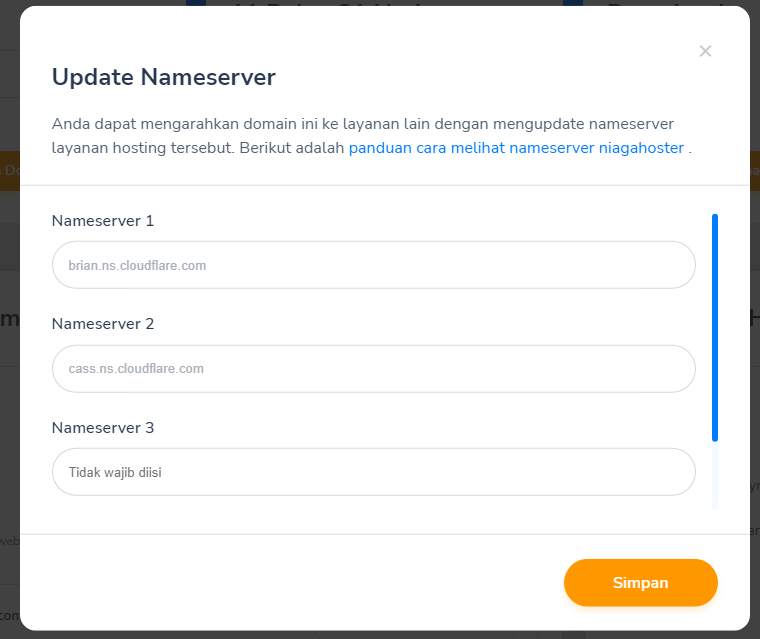 Update Nameserver
Anda dapat mengarahkan domain ini ke layanan lain dengan mengupdate nameserver
layanan hosting tersebut. Berikut adalah panduan cara melihat nameserver niagahoster .
Nameserver 1
brian.ns.cloudflare.com
Nameserver 2
cass.ns.cloudflare.com
Nameserver 3
Tidak wajib diisi
Simpan